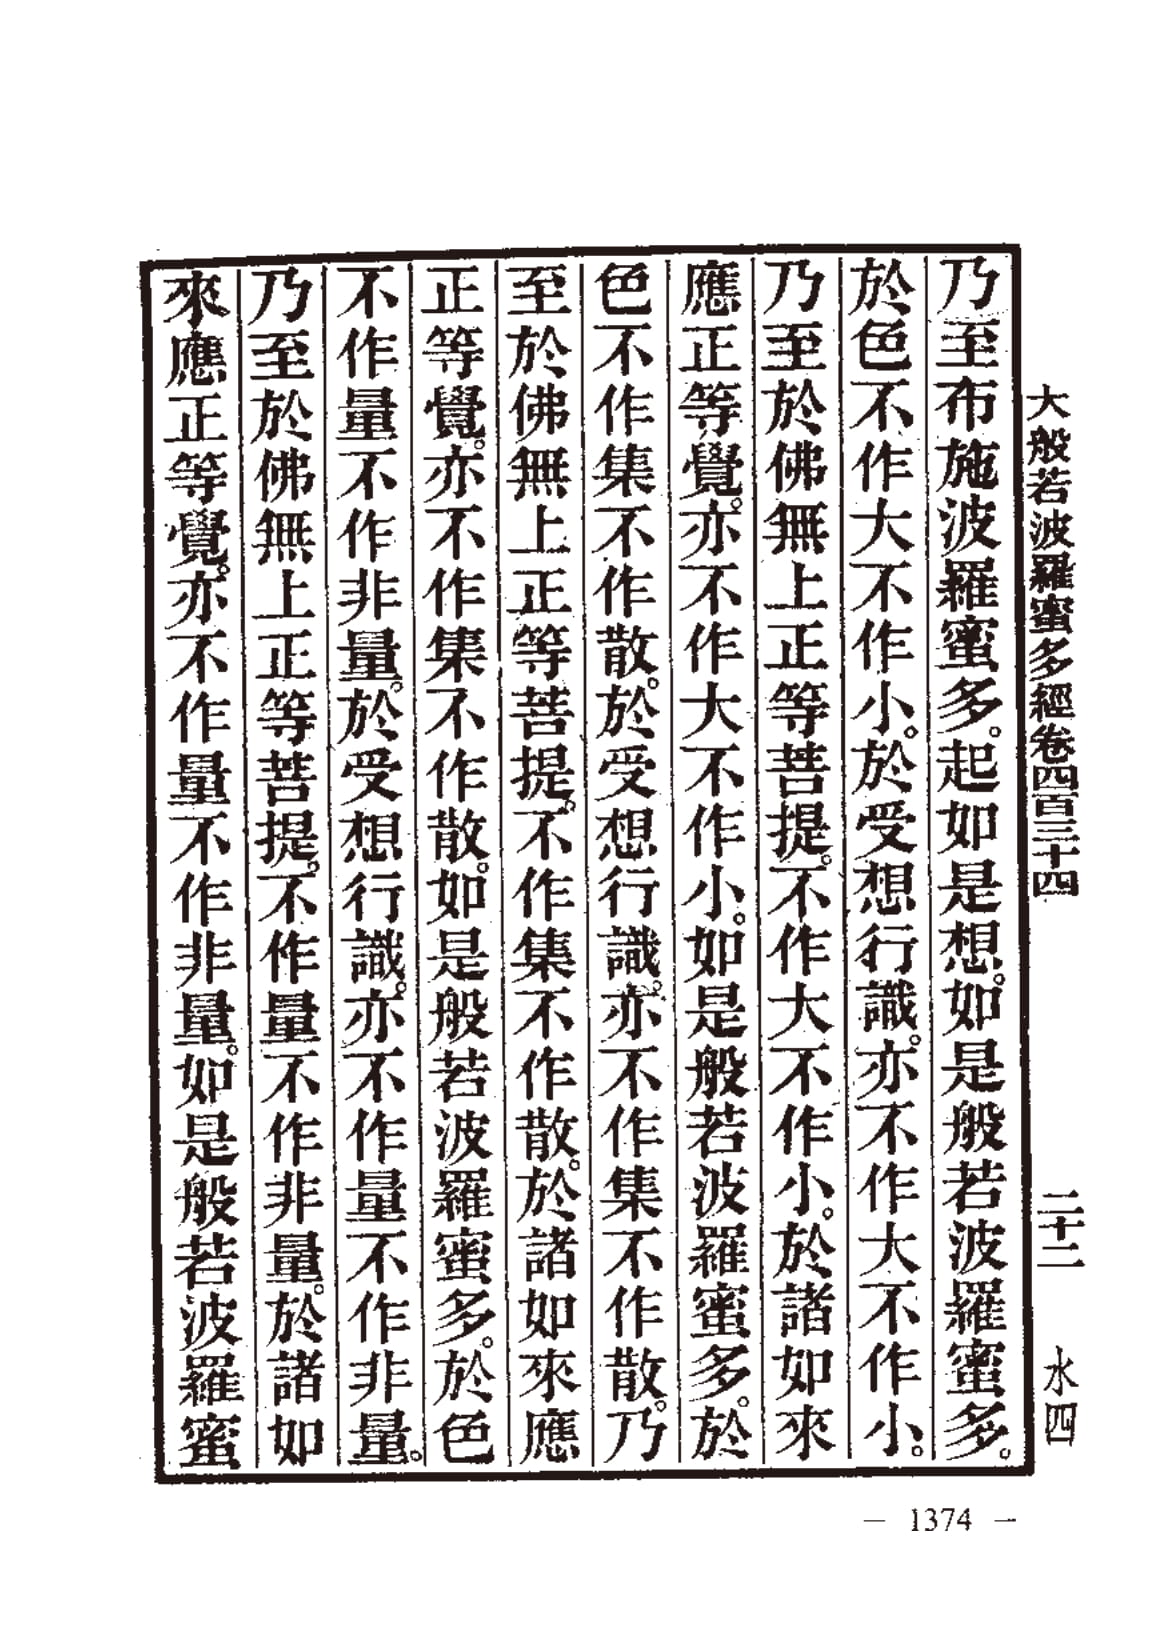 大般若波羅蜜多經卷四百三十四　二十二　水四
乃至布施波羅蜜多。起如是想。如是般若波羅蜜多。
於色不作大不作小。於受想行識。亦不作大不作小。
乃至於佛無上正等菩提。不作大不作小。於諸如來
應正等覺。亦不作大不作小。如是般若波羅蜜多。於
色不作集不作散。於受想行識。亦不作集不作散。乃
至於佛無上正等菩提。不作集不作散。於諸如來應
正等覺。亦不作集不作散。如是般若波羅蜜多。於色
不作量不作非量。於受想行識。亦不作量不作非量。
乃至於佛無上正等菩提。不作量不作非量。於諸如
來應正等覺。亦不作量不作非量。如是般若波羅蜜
— 1374 —